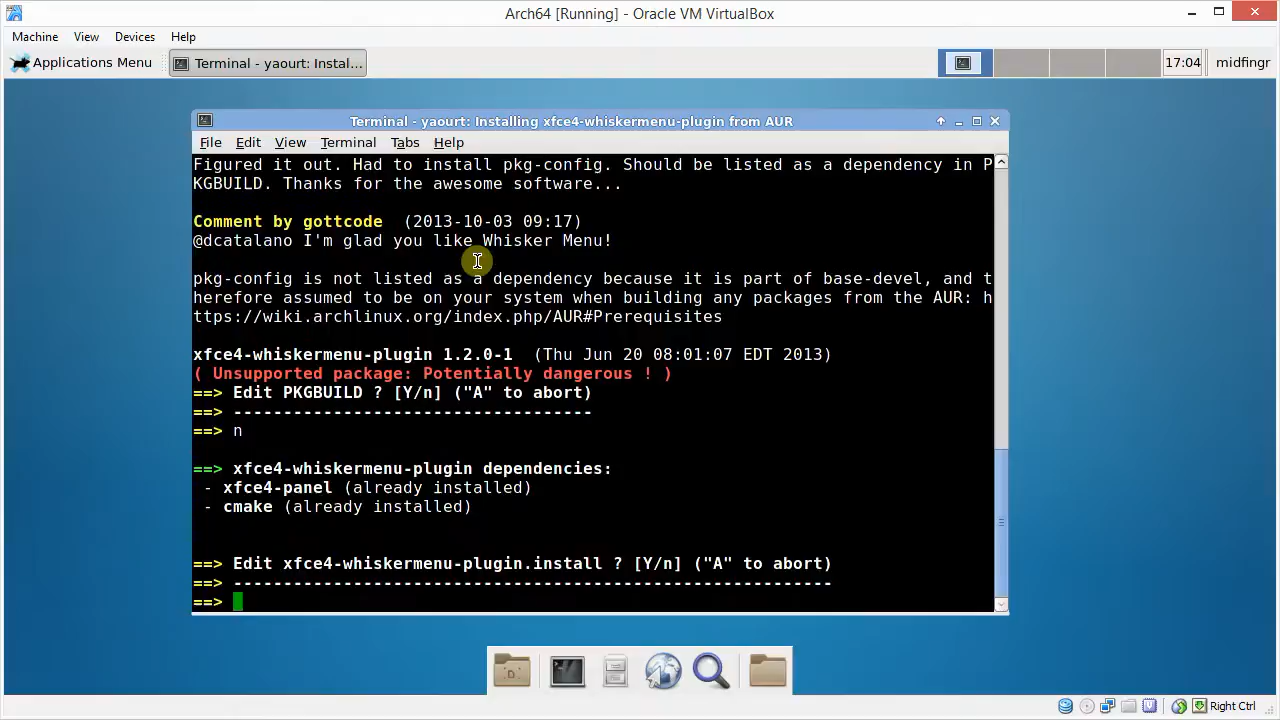 Arch64 [Running] - Oracle VM VirtualBox
Machine View Devices Help
Applications Menu Terminal - yaourt: Instal... 17:04 midfingr
Terminal - yaourt: Installing xfce4-whiskermenu-plugin from AUR
File Edit View Terminal Tabs Help
Figured it out. Had to install pkg-config. Should be listed as a dependency in P
KGBUILD. Thanks for the awesome software...
Comment by gottcode (2013-10-03 09:17)
@dcatalano I'm glad you like Whisker Menu!
pkg-config is not listed as a dependency because it is part of base-devel, and t
herefore assumed to be on your system when building any packages from the AUR: h
ttps://wiki.archlinux.org/index.php/AUR#Prerequisites
xfce4-whiskermenu-plugin 1.2.0-1 (Thu Jun 20 08:01:07 EDT 2013)
( Unsupported package: Potentially dangerous ! )
==> Edit PKGBUILD ? [Y/n] ("A" to abort)
==> ------------------------------------
==> n
==> xfce4-whiskermenu-plugin dependencies:
- xfce4-panel (already installed)
- cmake (already installed)
==> Edit xfce4-whiskermenu-plugin.install ? [Y/n] ("A" to abort)
==> ------------------------------------------------------------
==>
Right Ctrl